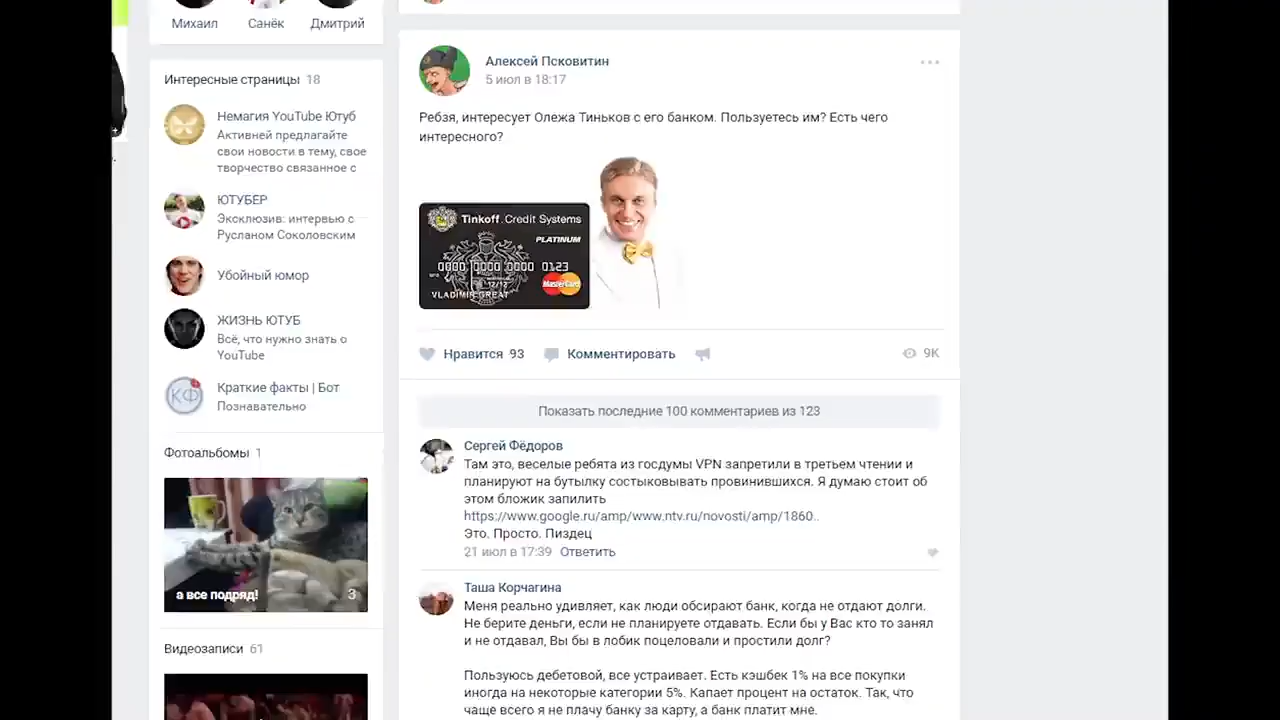 Михаил
Санёк
Дмитрий
Интересные страницы 18
Немагия YouTube Ютуб
Активней предлагайте
свои новости в тему, свое
творчество связанное с
ЮТУБЕР
Эксклюзив: интервью с
Русланом Соколовским
Убойный юмор
ЖИЗНЬ ЮТУБ
Всё, что нужно знать о
YouTube
КФ
Краткие факты | Бот
Познавательно
Фотоальбомы 1
а все подряд! 3
Видеозаписи 61
Алексей Псковитин
5 июл в 18:17
Ребзя, интересует Олежа Тиньков с его банком. Пользуетесь им? Есть чего
интересного?
Tinkoff. Credit Systems
PLATINUM
0000 0000 0000 0123
12/12
MasterCard
VLADIMIR GREAT
Нравится 93 Комментировать
9K
Показать последние 100 комментариев из 123
Сергей Фёдоров
Там это, веселые ребята из госдумы VPN запретили в третьем чтении и
планируют на бутылку состыковывать провинившихся. Я думаю стоит об
этом бложик запилить
https://www.google.ru/amp/www.ntv.ru/novosti/amp/1860..
Это. Просто. Пиздец
21 июл в 17:39 Ответить
Таша Корчагина
Меня реально удивляет, как люди обсирают банк, когда не отдают долги.
Не берите деньги, если не планируете отдавать. Если бы у Вас кто то занял
и не отдавал, Вы бы в лобик поцеловали и простили долг?
Пользуюсь дебетовой, все устраивает. Есть кэшбек 1% на все покупки
иногда на некоторые категории 5%. Капает процент на остаток. Так, что
чаще всего я не плачу банку за карту, а банк платит мне.